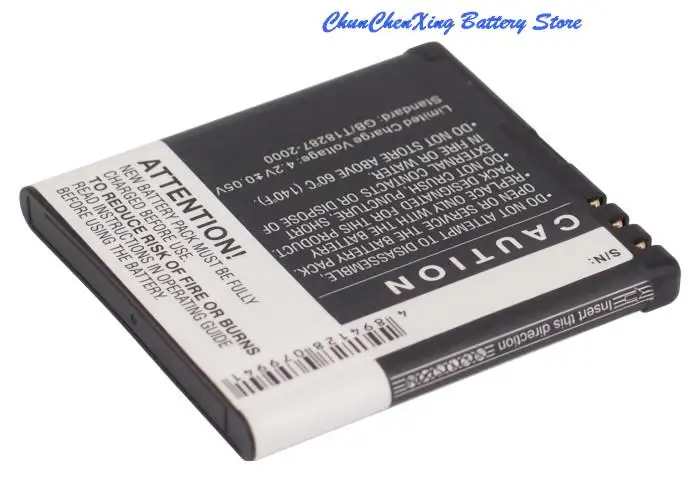 ChunChenXing Battery Store
ATTENTION!
NEW BATTERY PACK MUST BE FULLY
CHARGED BEFORE USE.
TO REDUCE RISK OF FIRE OR BURNS
READ INSTRUCTIONS IN OPERATING GUIDE
BEFORE USING THE BATTERY.
CAUTION
•DO NOT ATTEMPT TO DISASSEMBLE
OR SERVICE THE BATTERY PACK.
•REPLACE ONLY WITH THE BATTERY
PACK DESIGNATED FOR THIS PRODUCT.
•DO NOT CRUSH, PUNCTURE, SHORT
EXTERNAL CONTACTS OR DISPOSE OF
IN FIRE OR WATER.
•DO NOT STORE ABOVE 60°C (140°F).
Limited Charge Voltage: 4.2V ±0.05V
Standard: GB/T18287-2000
S/N:
Insert this direction
4894128079941